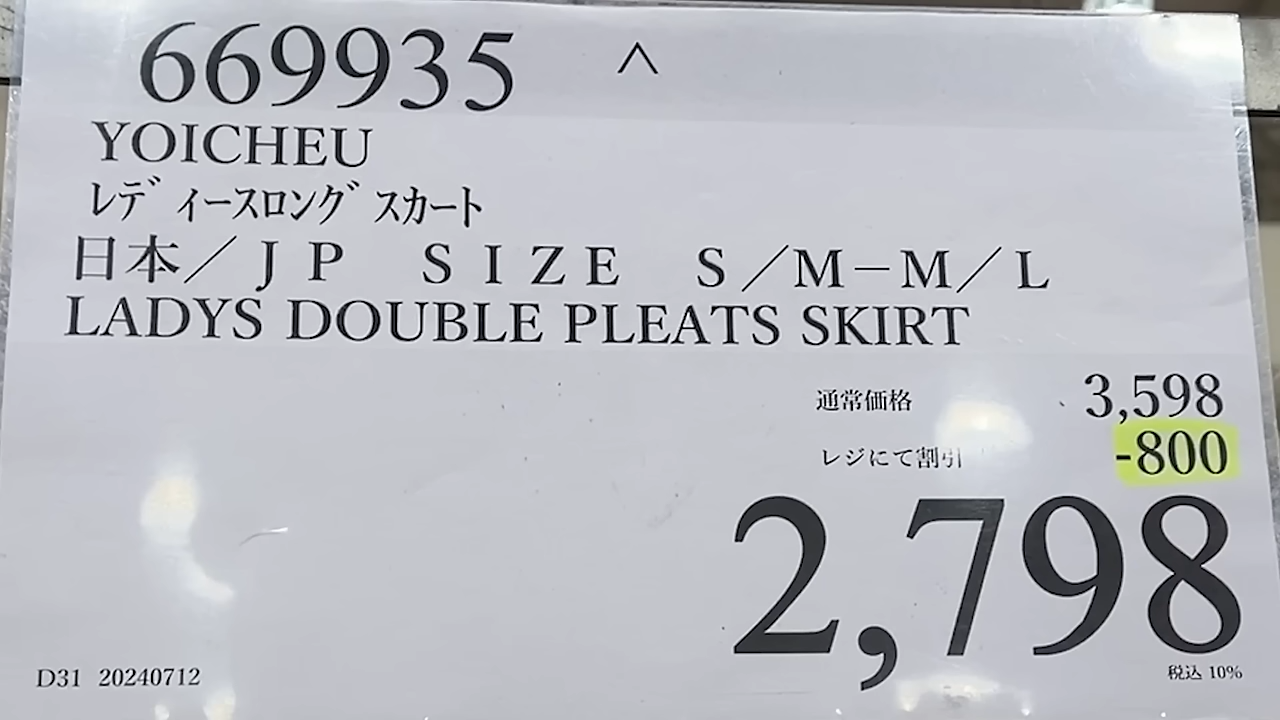 669935 ^
YOICHEU
ﾚﾃﾞｨｰｽﾛﾝｸﾞｽｶｰﾄ
日本／ＪＰ　ＳＩＺＥ　Ｓ／Ｍ－Ｍ／Ｌ
LADYS DOUBLE PLEATS SKIRT
通常価格 3,598
レジにて割引 -800
2,798
税込 10%
D31 20240712